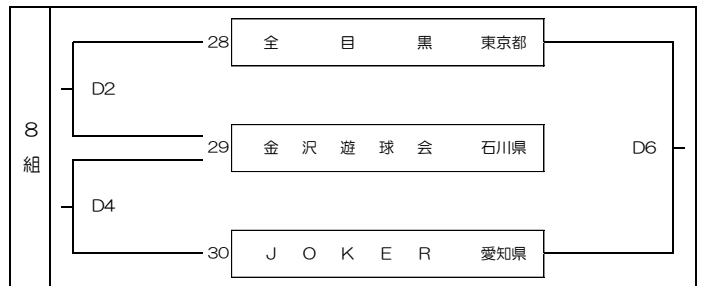 8組
28 全目黒 東京都
D2
29 金沢遊球会 石川県
D6
D4
30 JOKER 愛知県